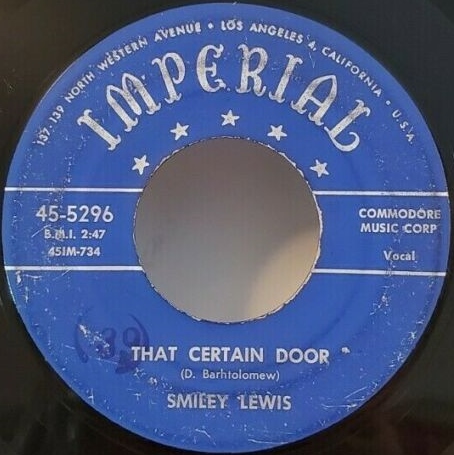 137-139 NORTH WESTERN AVENUE • LOS ANGELES 4, CALIFORNIA • U.S.A.
IMPERIAL
45-5296
B.M.I. 2:47
45IM-734
COMMODORE
MUSIC CORP
Vocal
(39)
THAT CERTAIN DOOR
(D. Barhtolomew)
SMILEY LEWIS